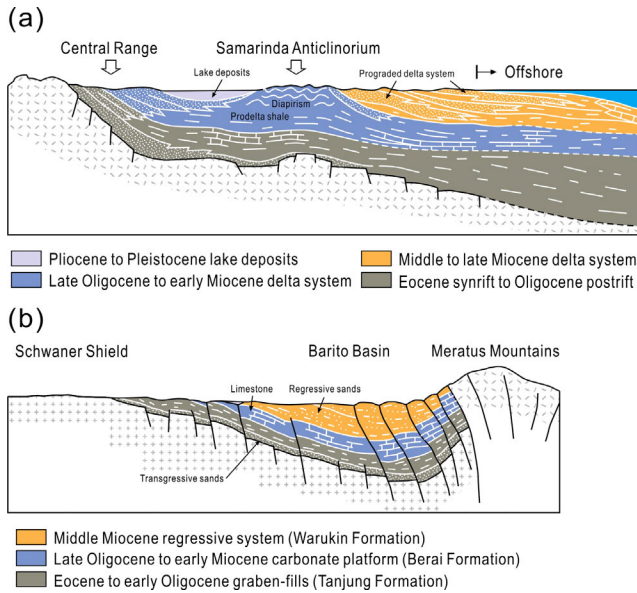 (a)
Central Range
Samarinda Anticlinorium
Offshore
Lake deposits
Prograded delta system
Diapirism
Prodelta shale
Pliocene to Pleistocene lake deposits
Middle to late Miocene delta system
Late Oligocene to early Miocene delta system
Eocene synrift to Oligocene postrift
(b)
Schwaner Shield
Barito Basin
Meratus Mountains
Limestone
Regressive sands
Transgressive sands
Middle Miocene regressive system (Warukin Formation)
Late Oligocene to early Miocene carbonate platform (Berai Formation)
Eocene to early Oligocene graben-fills (Tanjung Formation)